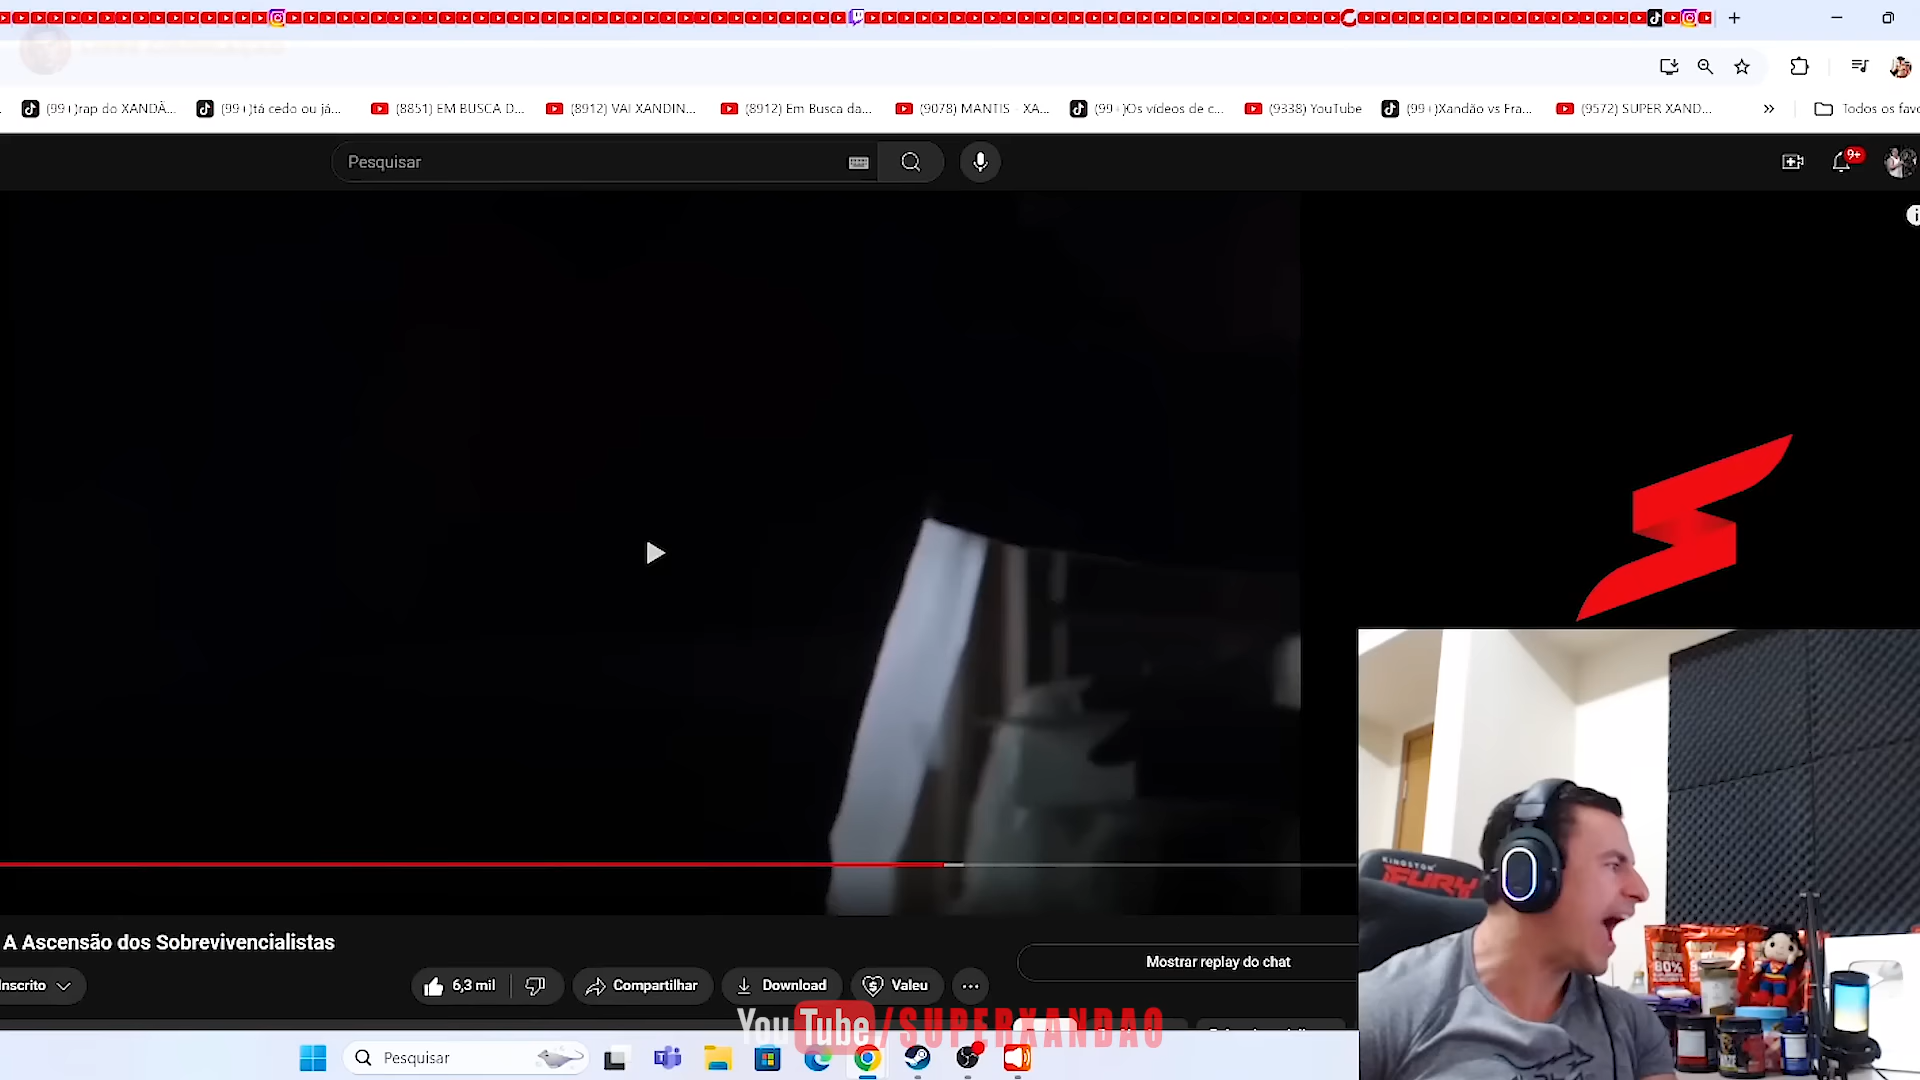 (99+)rap do XANDÃ...
(99+)tá cedo ou já...
(8851) EM BUSCA D...
(8912) VAI XANDIN...
(8912) Em Busca da...
(9078) MANTIS - XA...
(99+)Os vídeos de c...
(9338) YouTube
(99+)Xandão vs Fra...
(9572) SUPER XAND...
Todos os favo
Pesquisar
9+
KINGSTON
FURY
80%
A Ascensão dos Sobrevivencialistas
Inscrito
6,3 mil
Compartilhar
Download
Valeu
Mostrar replay do chat
YouTube/SUPERXANDAO
Pesquisar